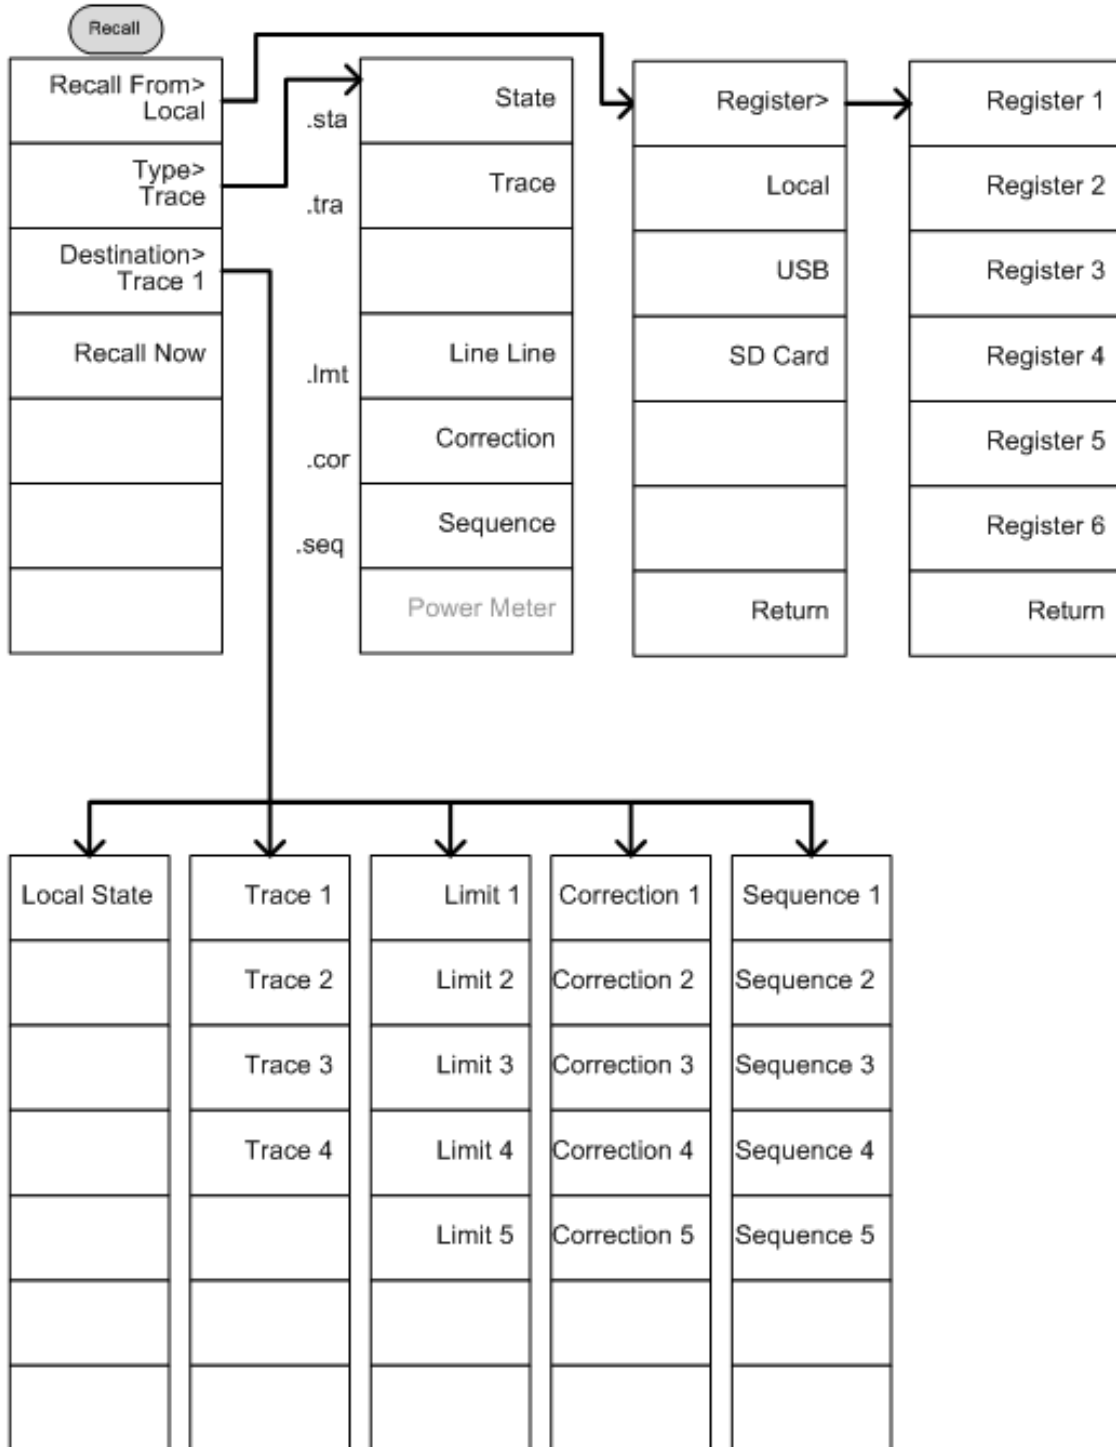 Recall
Recall From>
Local
Type>
Trace
Destination>
Trace 1
Recall Now
.sta
.tra
.lmt
.cor
.seq
State
Trace
Line Line
Correction
Sequence
Power Meter
Register>
Local
USB
SD Card
Return
Register 1
Register 2
Register 3
Register 4
Register 5
Register 6
Return
Local State
Trace 1
Trace 2
Trace 3
Trace 4
Limit 1
Limit 2
Limit 3
Limit 4
Limit 5
Correction 1
Correction 2
Correction 3
Correction 4
Correction 5
Sequence 1
Sequence 2
Sequence 3
Sequence 4
Sequence 5